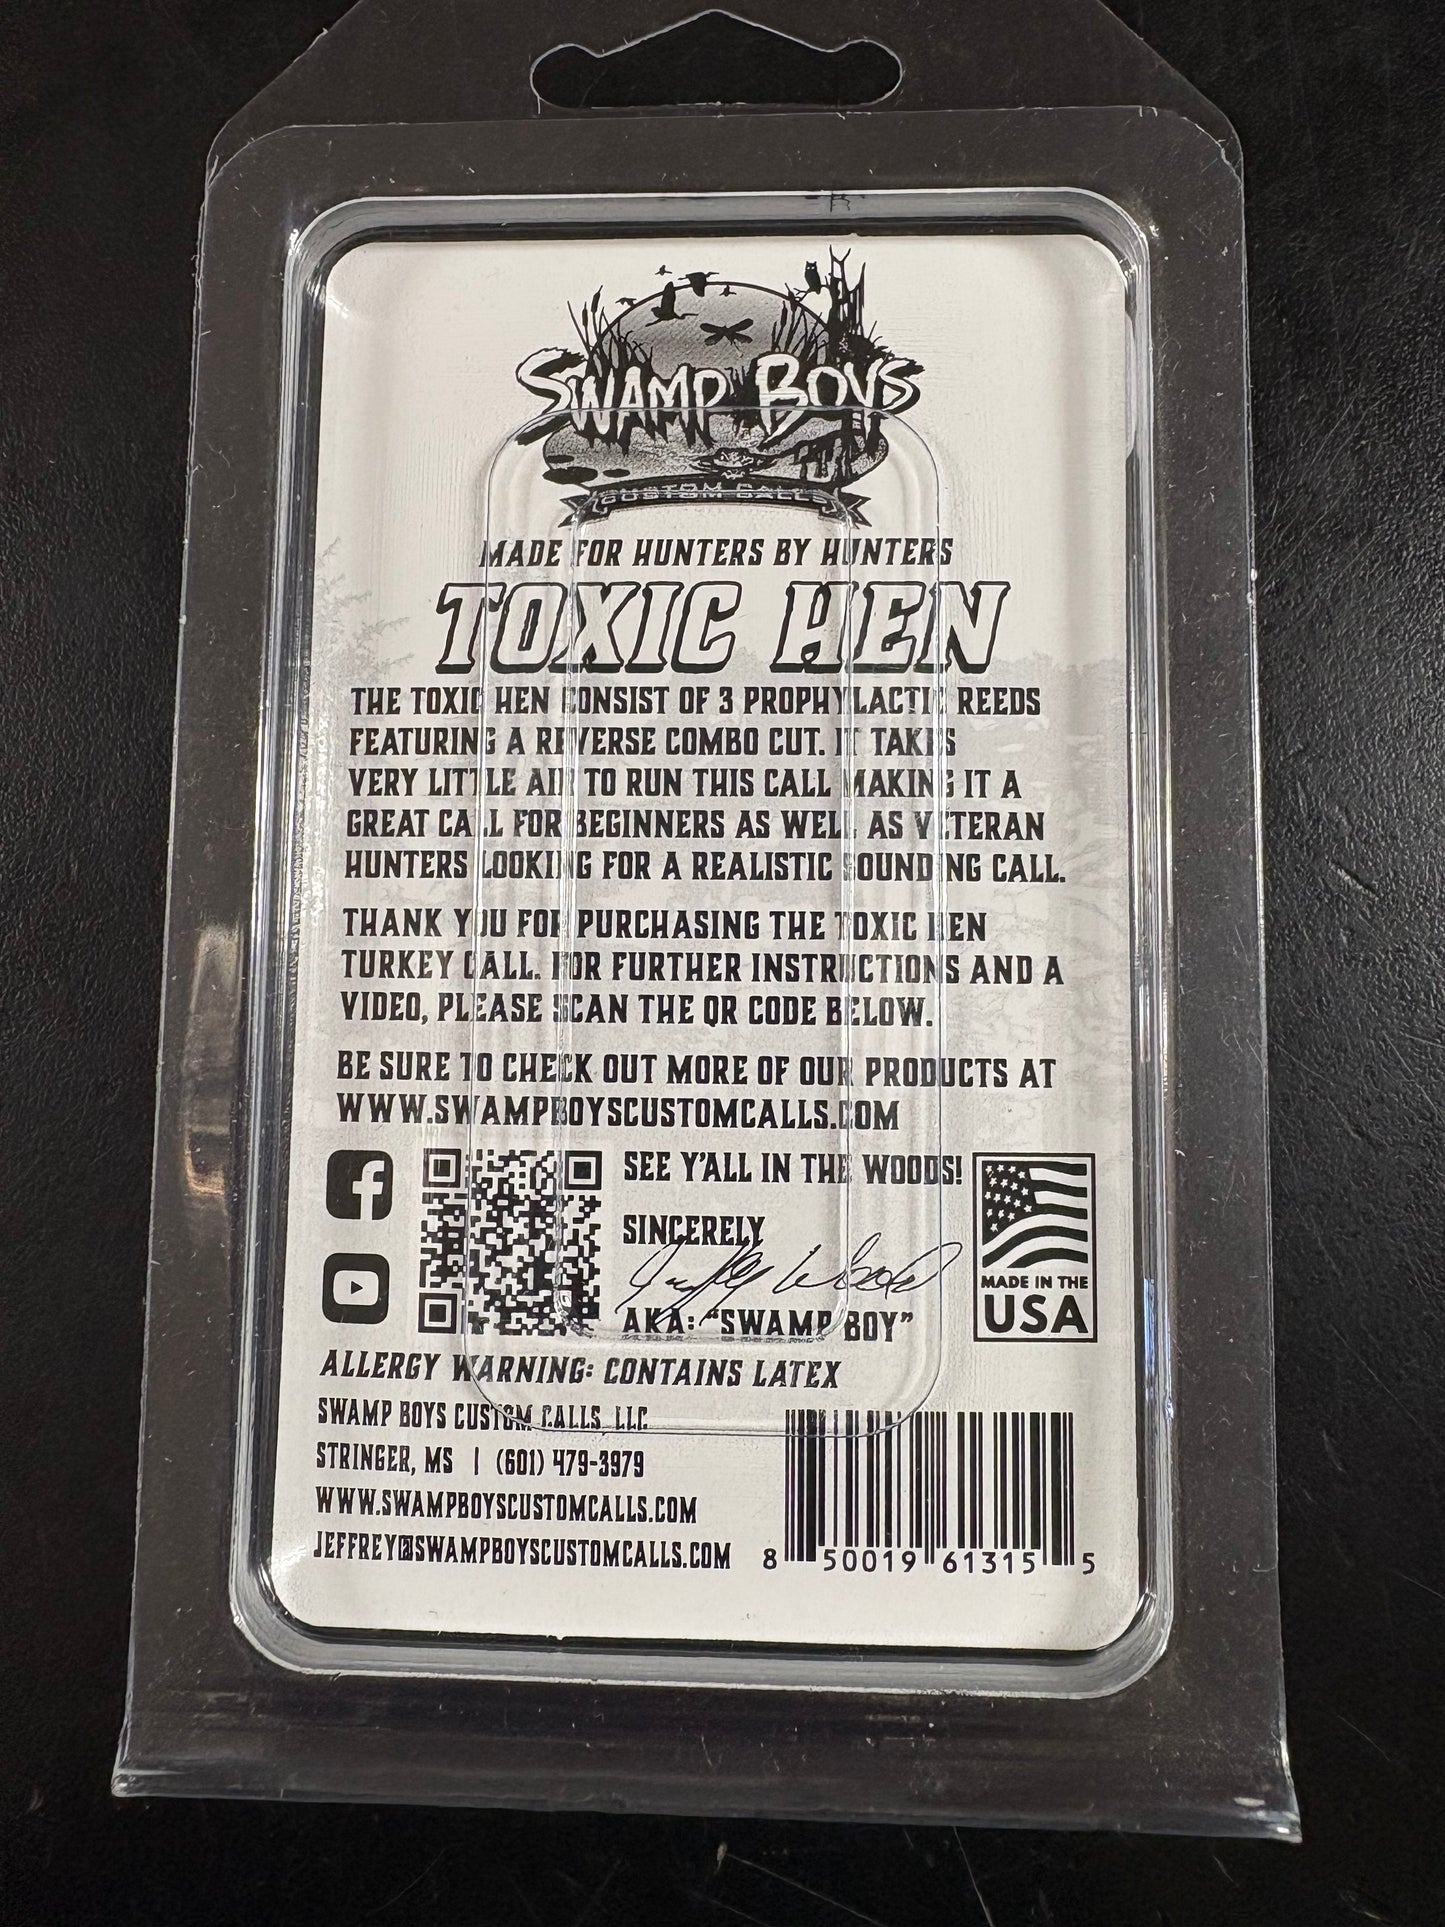 SWAMP BOYS
CUSTOM CALLS
MADE FOR HUNTERS BY HUNTERS
TOXIC HEN
THE TOXIC HEN CONSIST OF 3 PROPHYLACTIC REEDS
FEATURING A REVERSE COMBO CUT. IT TAKES
VERY LITTLE AIR TO RUN THIS CALL MAKING IT A
GREAT CALL FOR BEGINNERS AS WELL AS VETERAN
HUNTERS LOOKING FOR A REALISTIC SOUNDING CALL.
THANK YOU FOR PURCHASING THE TOXIC HEN
TURKEY CALL. FOR FURTHER INSTRUCTIONS AND A
VIDEO, PLEASE SCAN THE QR CODE BELOW.
BE SURE TO CHECK OUT MORE OF OUR PRODUCTS AT
WWW.SWAMPBOYSCUSTOMCALLS.COM
f
SEE Y'ALL IN THE WOODS!
SINCERELY
Jeffrey Wood
AKA: "SWAMP BOY"
MADE IN THE
USA
ALLERGY WARNING: CONTAINS LATEX
SWAMP BOYS CUSTOM CALLS, LLC
STRINGER, MS | (601) 479-3979
WWW.SWAMPBOYSCUSTOMCALLS.COM
JEFFREY@SWAMPBOYSCUSTOMCALLS.COM
8 50019 61315 5